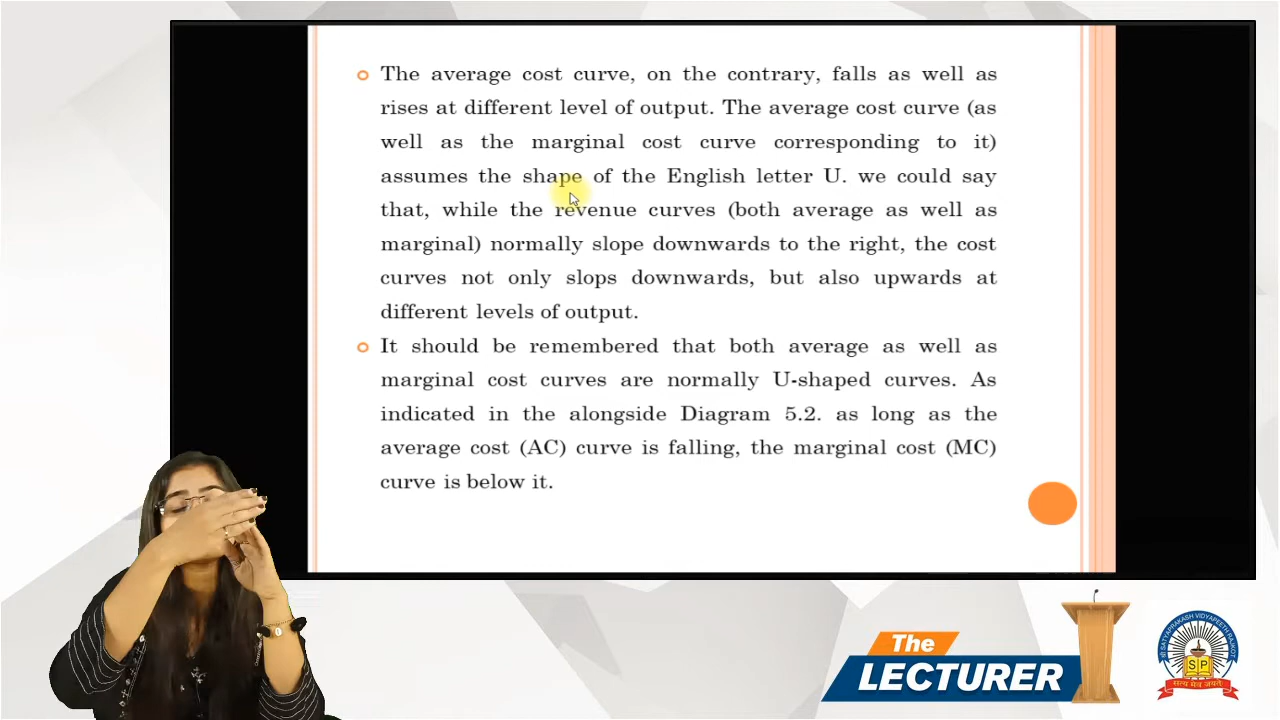 The average cost curve, on the contrary, falls as well as
rises at different level of output. The average cost curve (as
well as the marginal cost curve corresponding to it)
assumes the shape of the English letter U. we could say
that, while the revenue curves (both average as well as
marginal) normally slope downwards to the right, the cost
curves not only slops downwards, but also upwards at
different levels of output.
It should be remembered that both average as well as
marginal cost curves are normally U-shaped curves. As
indicated in the alongside Diagram 5.2. as long as the
average cost (AC) curve is falling, the marginal cost (MC)
curve is below it.
The
LECTURER
SP
सत्य मेव जयते